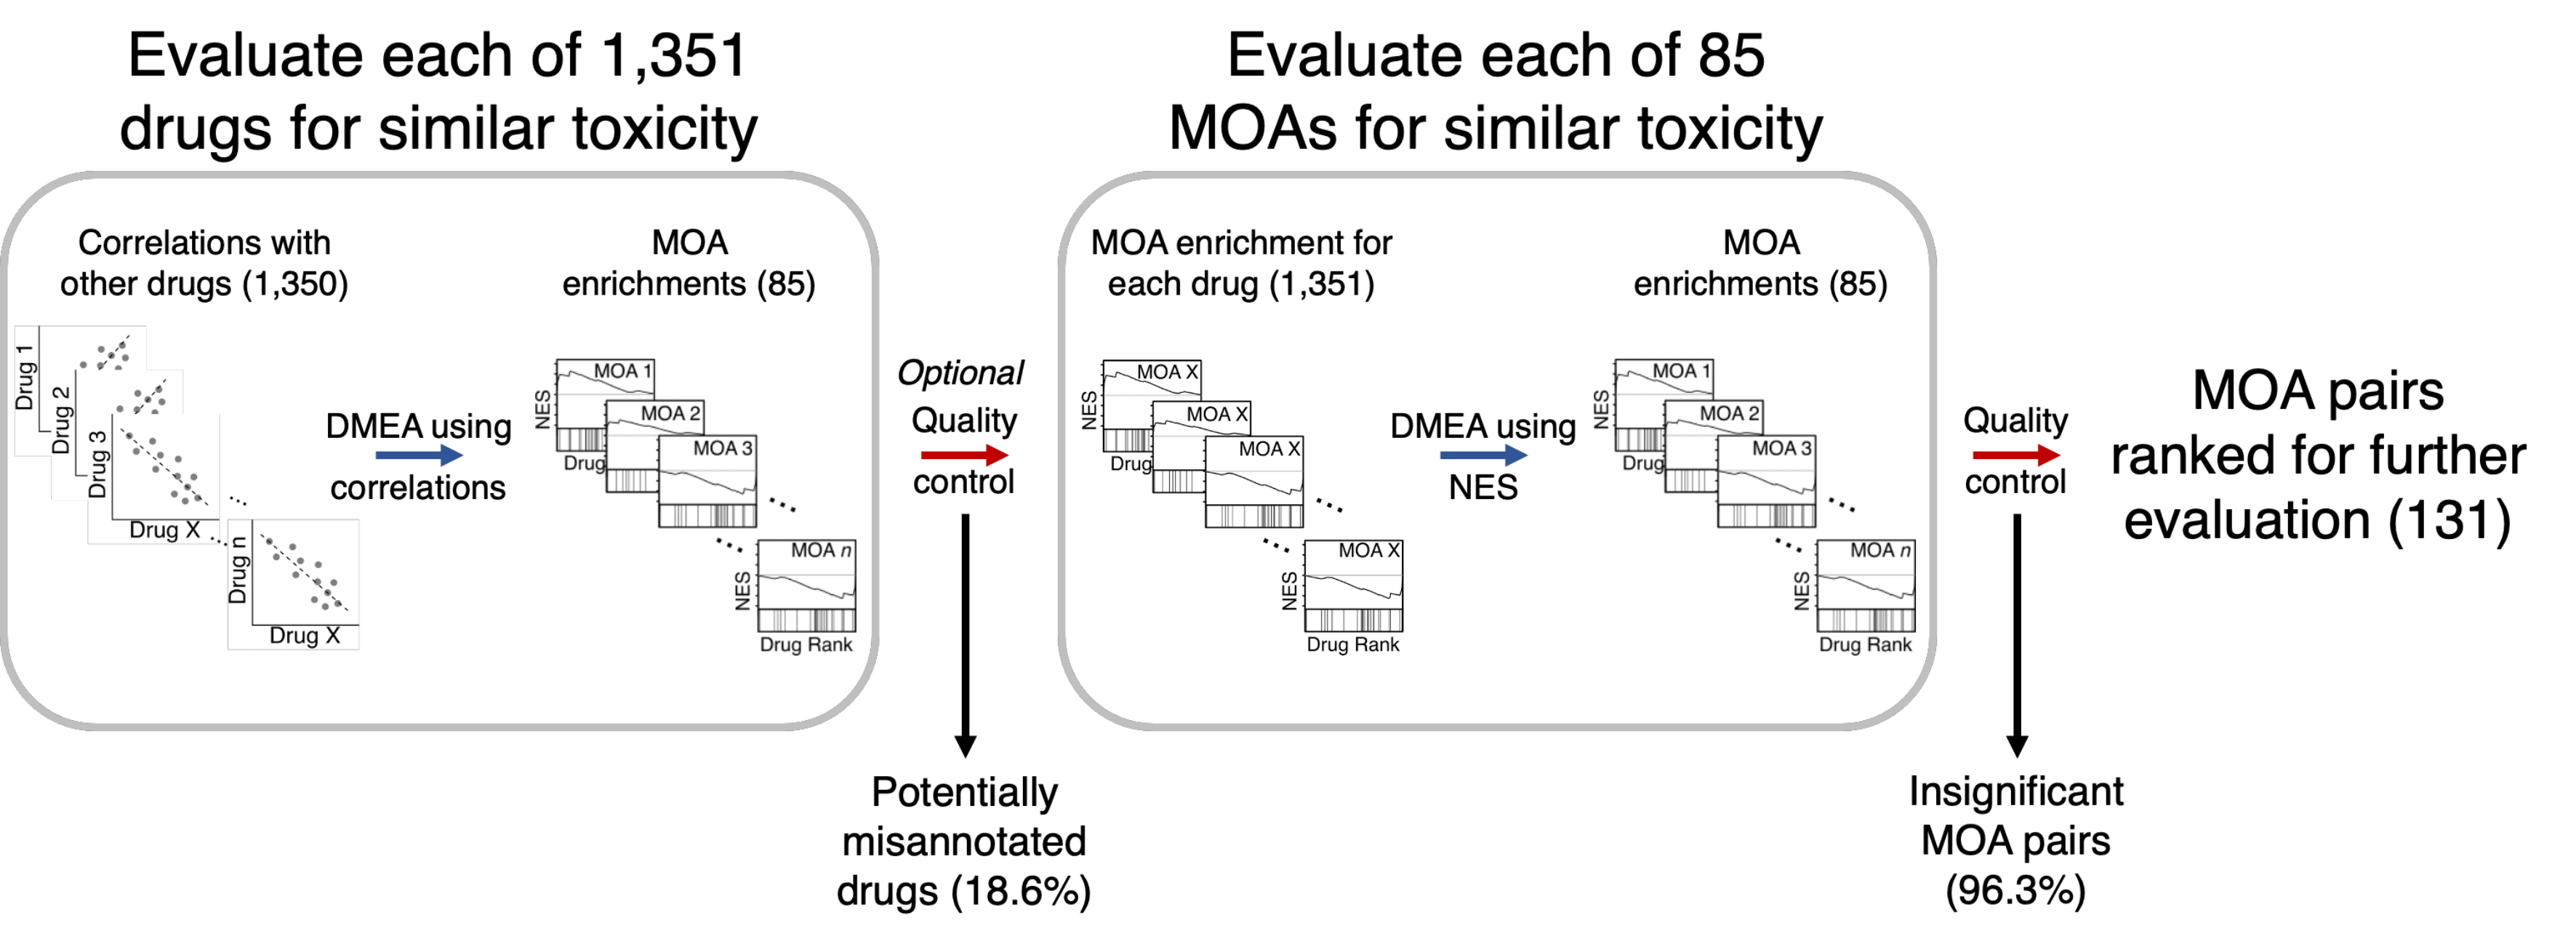 Evaluate each of 1,351
drugs for similar toxicity
Correlations with
other drugs (1,350)
Drug 1
Drug 2
Drug 3
Drug X
Drug n
Drug X
DMEA using
correlations
MOA
enrichments (85)
NES
MOA 1
Drug
MOA 2
MOA 3
NES
MOA n
Drug Rank
Optional
Quality
control
Potentially
misannotated
drugs (18.6%)
Evaluate each of 85
MOAs for similar toxicity
MOA enrichment for
each drug (1,351)
NES
MOA X
Drug
MOA X
MOA X
NES
MOA X
Drug Rank
DMEA using
NES
MOA
enrichments (85)
NES
MOA 1
Drug
MOA 2
MOA 3
NES
MOA n
Drug Rank
Quality
control
Insignificant
MOA pairs
(96.3%)
MOA pairs
ranked for further
evaluation (131)